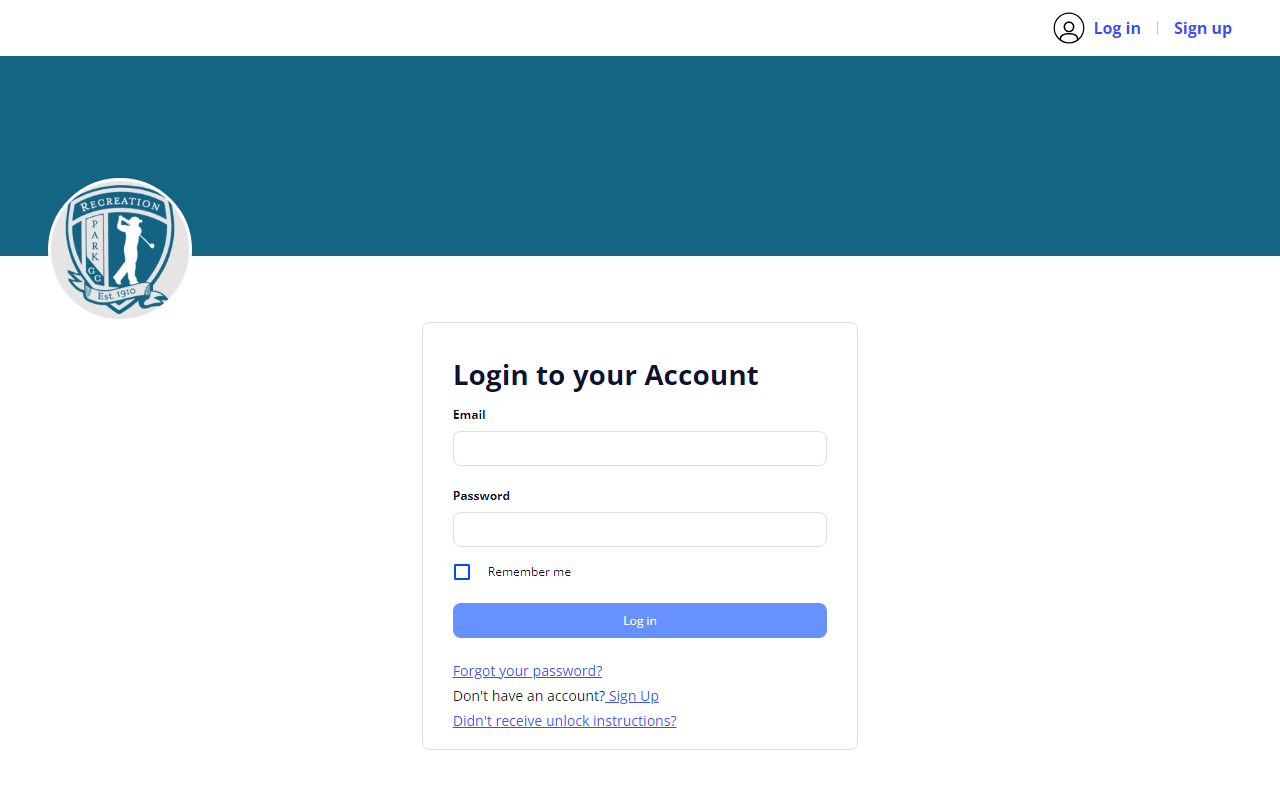 Log in
Sign up
RECREATION
PARK
GC
Est. 1910
Login to your Account
Email
Password
Remember me
Log in
Forgot your password?
Don't have an account? Sign Up
Didn't receive unlock instructions?